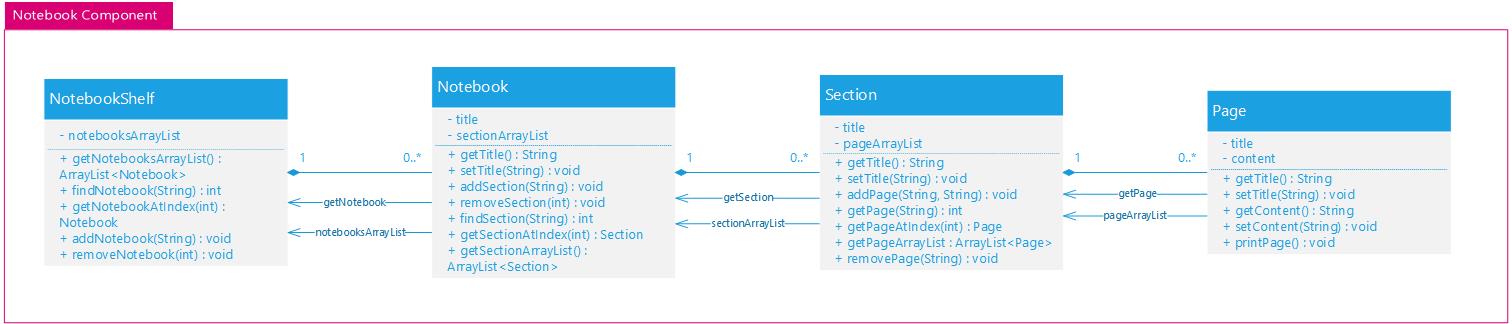 Notebook Component
NotebookShelf
- notebooksArrayList
+ getNotebooksArrayList() :
ArrayList<Notebook>
+ findNotebook(String) : int
+ getNotebookAtIndex(int) :
Notebook
+ addNotebook(String) : void
+ removeNotebook(int) : void
1
0..*
getNotebook
notebooksArrayList
Notebook
- title
- sectionArrayList
+ getTitle() : String
+ setTitle(String) : void
+ addSection(String) : void
+ removeSection(int) : void
+ findSection(String) : int
+ getSectionAtIndex(int) : Section
+ getSectionArrayList() :
ArrayList<Section>
1
0..*
getSection
sectionArrayList
Section
- title
- pageArrayList
+ getTitle() : String
+ setTitle(String) : void
+ addPage(String, String) : void
+ getPage(String) : int
+ getPageAtIndex(int) : Page
+ getPageArrayList : ArrayList<Page>
+ removePage(String) : void
1
0..*
getPage
pageArrayList
Page
- title
- content
+ getTitle() : String
+ setTitle(String) : void
+ getContent() : String
+ setContent(String) : void
+ printPage() : void